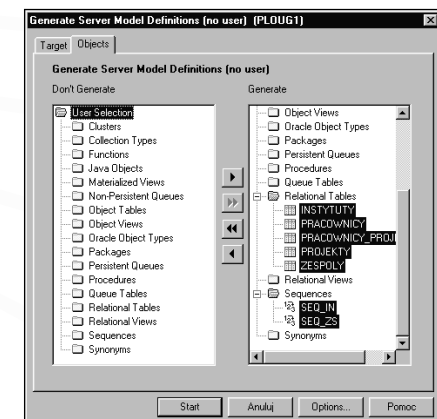 Generate Server Model Definitions (no user) (PLOUG1)
Target
Objects
Generate Server Model Definitions (no user)
Don't Generate
User Selection
Clusters
Collection Types
Functions
Java Objects
Materialized Views
Non-Persistent Queues
Object Tables
Object Views
Oracle Object Types
Packages
Persistent Queues
Procedures
Queue Tables
Relational Tables
Relational Views
Sequences
Synonyms
Generate
Object Views
Oracle Object Types
Packages
Persistent Queues
Procedures
Queue Tables
Relational Tables
INSTYTUTY
PRACOWNICY
PRACOWNICY_PROJ
PROJEKTY
ZESPOLY
Relational Views
Sequences
SEQ_IN
SEQ_ZS
Synonyms
Start
Anuluj
Options...
Pomoc